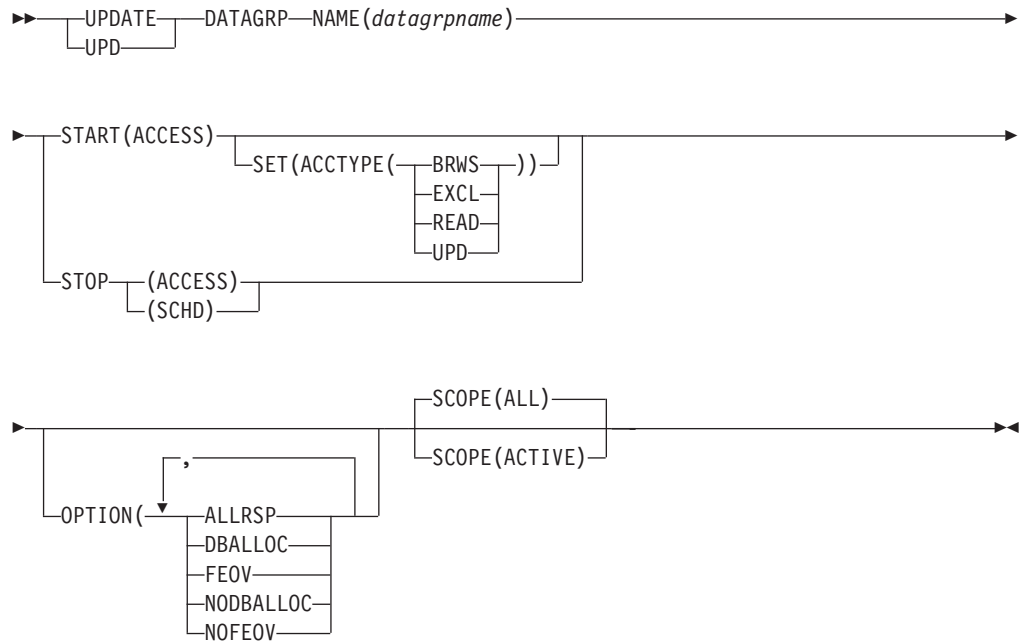 UPDATE DATAGRP NAME(datagrpname)
UPD
START(ACCESS)
SET(ACCTYPE( BRWS ))
EXCL
READ
UPD
STOP (ACCESS)
(SCHD)
SCOPE(ALL)
SCOPE(ACTIVE)
,
OPTION( ALLRSP
DBALLOC
FEOV
NODBALLOC
NOFEOV